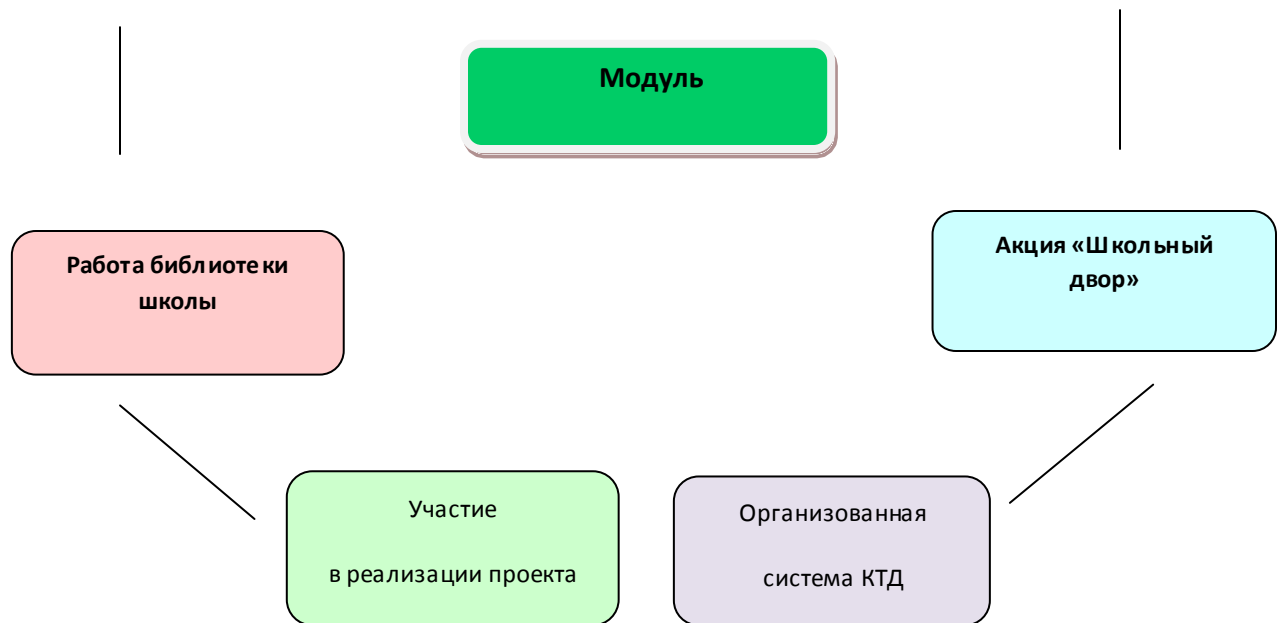 Модуль
Работа библиотеки
школы
Акция «Школьный
двор»
Участие
в реализации проекта
Организованная
система КТД